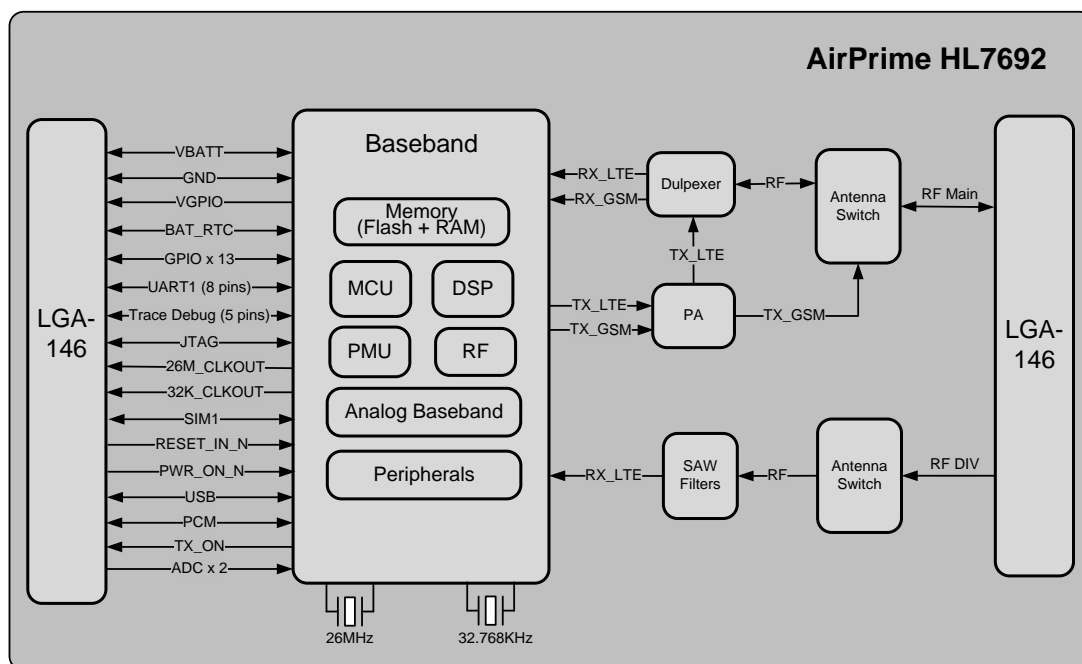 AirPrime HL7692
LGA-
146
VBATT
GND
VGPIO
BAT_RTC
GPIO x 13
UART1 (8 pins)
Trace Debug (5 pins)
JTAG
26M_CLKOUT
32K_CLKOUT
SIM1
RESET_IN_N
PWR_ON_N
USB
PCM
TX_ON
ADC x 2
Baseband
Memory
(Flash + RAM)
MCU
DSP
PMU
RF
Analog Baseband
Peripherals
26MHz
32.768KHz
RX_LTE
RX_GSM
Dulpexer
RF
Antenna
Switch
RF Main
TX_LTE
TX_LTE
TX_GSM
PA
TX_GSM
RX_LTE
SAW
Filters
RF
Antenna
Switch
RF DIV
LGA-
146